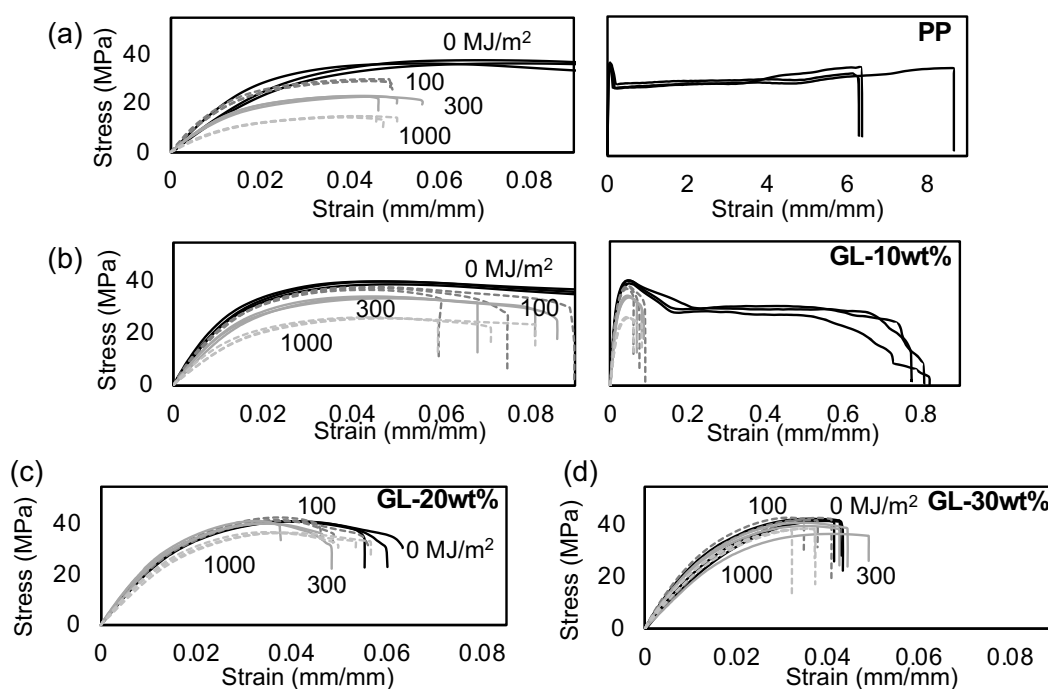 (a)
Stress (MPa)
40
20
0
0 MJ/m²
100
300
1000
0 0.02 0.04 0.06 0.08
Strain (mm/mm)
PP
0 2 4 6 8
Strain (mm/mm)
(b)
Stress (MPa)
40
20
0
0 MJ/m²
300
100
1000
0 0.02 0.04 0.06 0.08
Strain (mm/mm)
GL-10wt%
0 0.2 0.4 0.6 0.8
Strain (mm/mm)
(c)
Stress (MPa)
40
20
0
100
GL-20wt%
0 MJ/m²
1000
300
0 0.02 0.04 0.06 0.08
Strain (mm/mm)
(d)
Stress (MPa)
40
20
0
100
0 MJ/m²
GL-30wt%
1000
300
0 0.02 0.04 0.06 0.08
Strain (mm/mm)